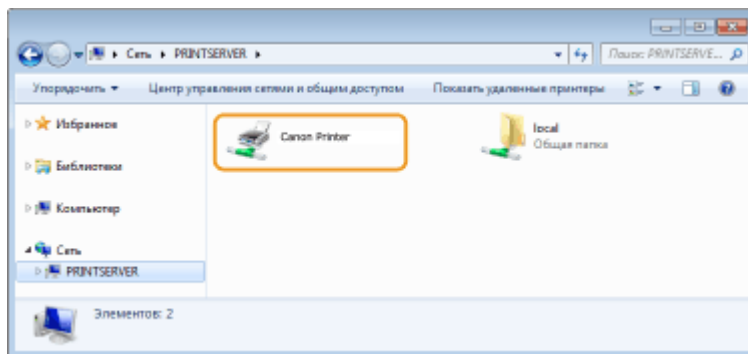 Сеть ▸ PRINTSERVER ▸
Поиск: PRINTSERVE...
Упорядочить
Центр управления сетями и общим доступом
Показать удаленные принтеры
Избранное
Canon Printer
local
Общая папка
Библиотеки
Компьютер
Сеть
PRINTSERVER
Элементов: 2